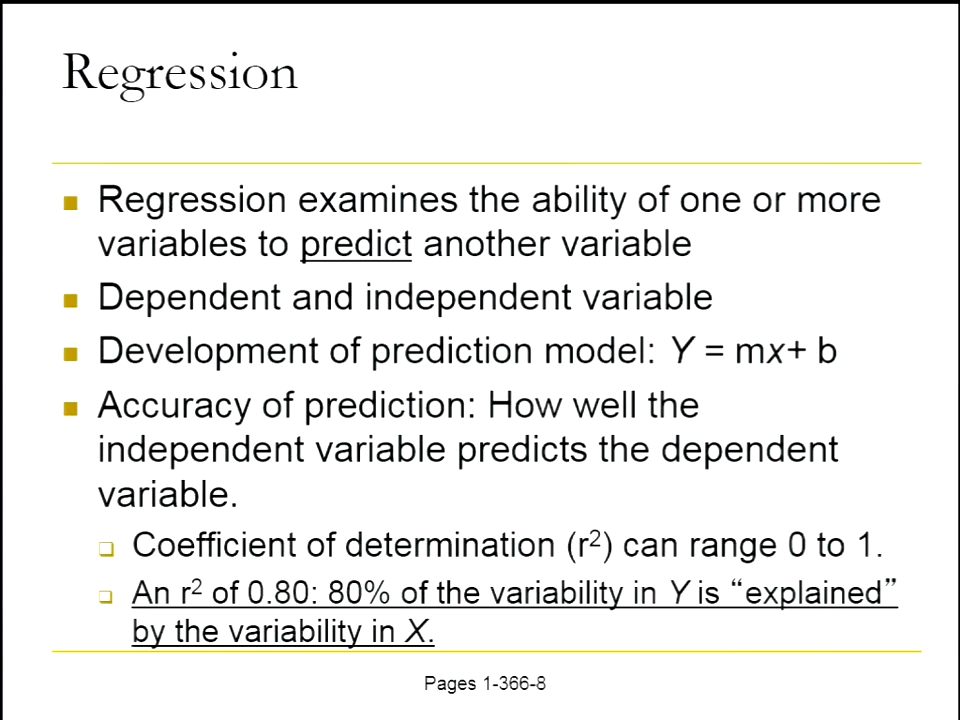 Regression
Regression examines the ability of one or more
variables to predict another variable
Dependent and independent variable
Development of prediction model: Y = mx+ b
Accuracy of prediction: How well the
independent variable predicts the dependent
variable.
Coefficient of determination (r²) can range 0 to 1.
An r² of 0.80: 80% of the variability in Y is “explained”
by the variability in X.
Pages 1-366-8